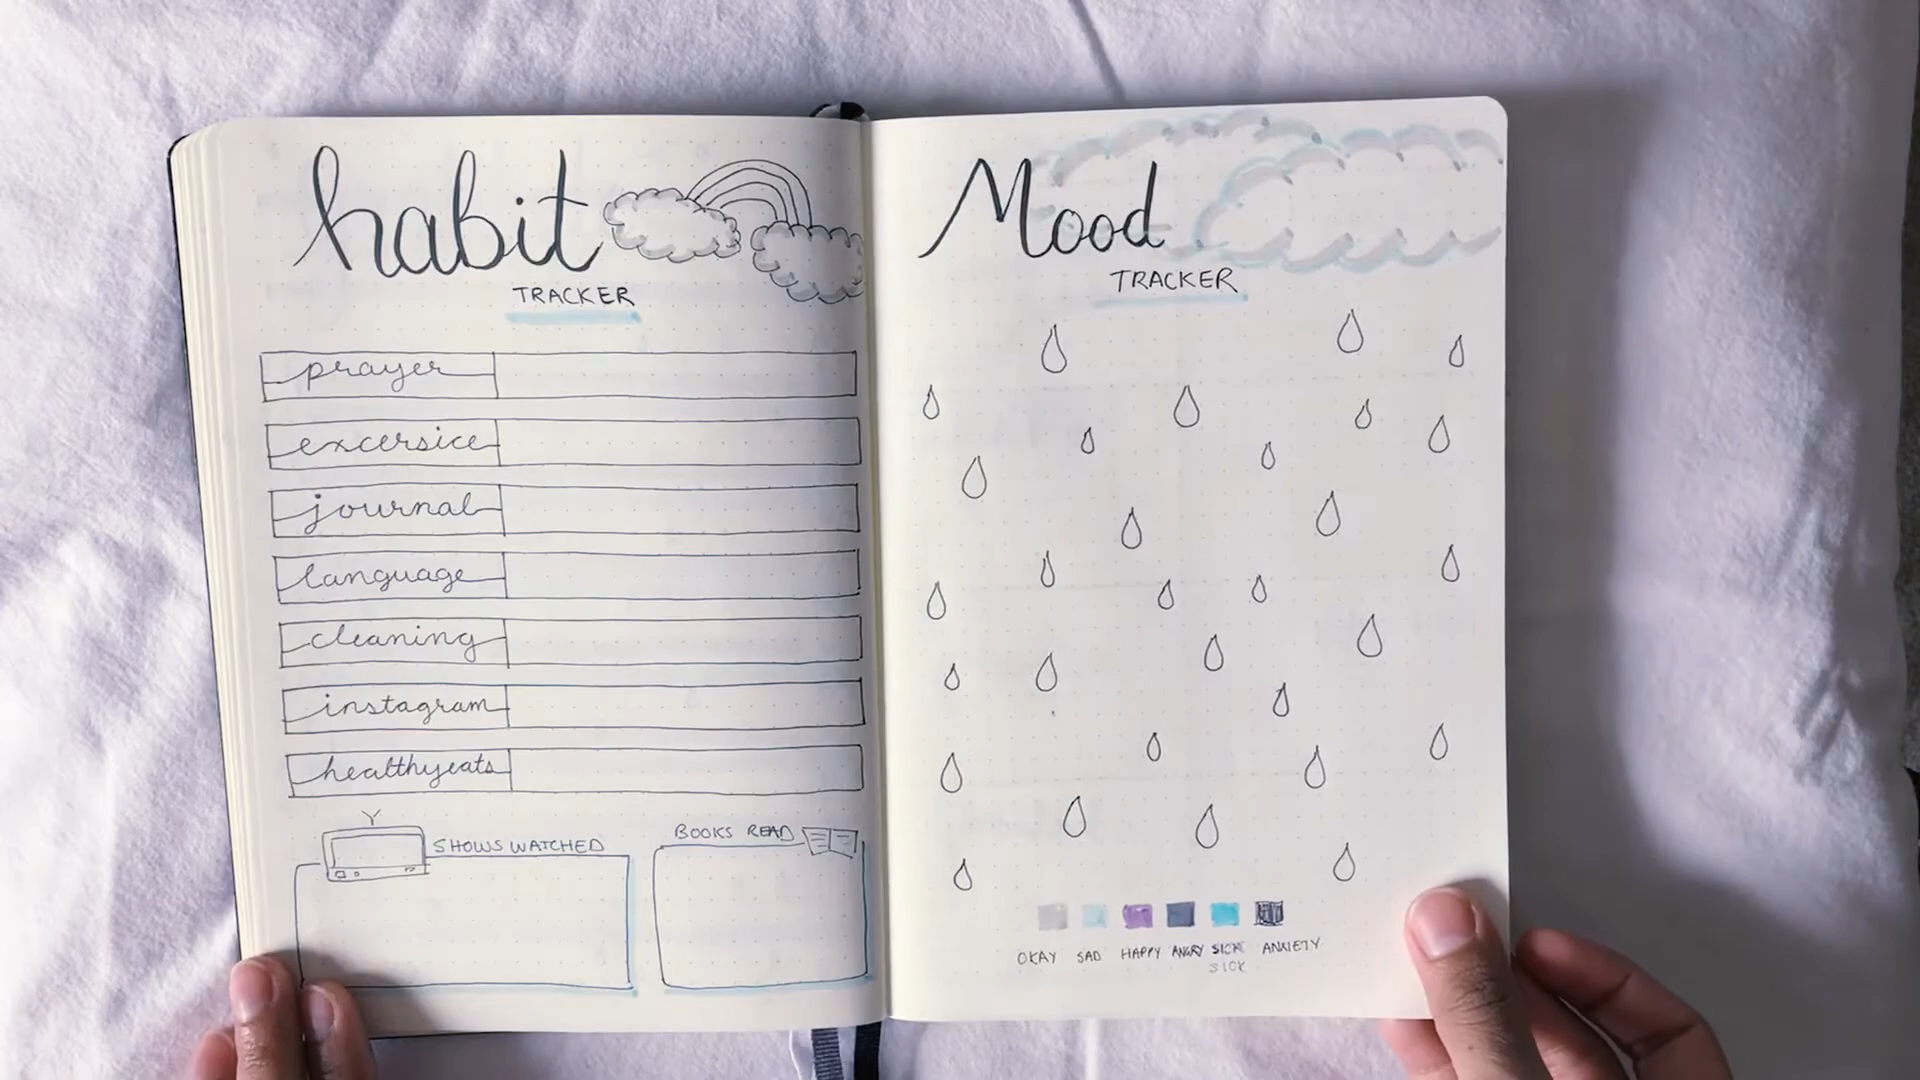 habit
TRACKER
prayer
excersice
journal
language
cleaning
instagram
healthyeats
SHOWS WATCHED
BOOKS READ
Mood
TRACKER
OKAY SAD HAPPY ANGRY SICK ANXIETY
SICK